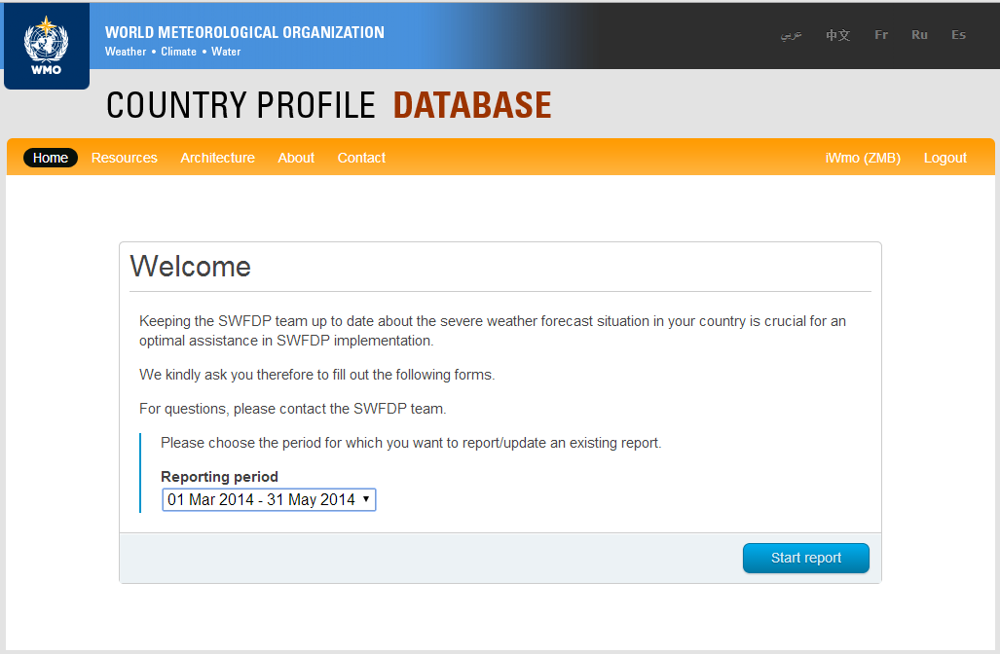 WMO
WORLD METEOROLOGICAL ORGANIZATION
Weather • Climate • Water
عربي 中文 Fr Ru Es
COUNTRY PROFILE DATABASE
Home Resources Architecture About Contact iWmo (ZMB) Logout
Welcome
Keeping the SWFDP team up to date about the severe weather forecast situation in your country is crucial for an
optimal assistance in SWFDP implementation.
We kindly ask you therefore to fill out the following forms.
For questions, please contact the SWFDP team.
Please choose the period for which you want to report/update an existing report.
Reporting period
01 Mar 2014 - 31 May 2014
Start report